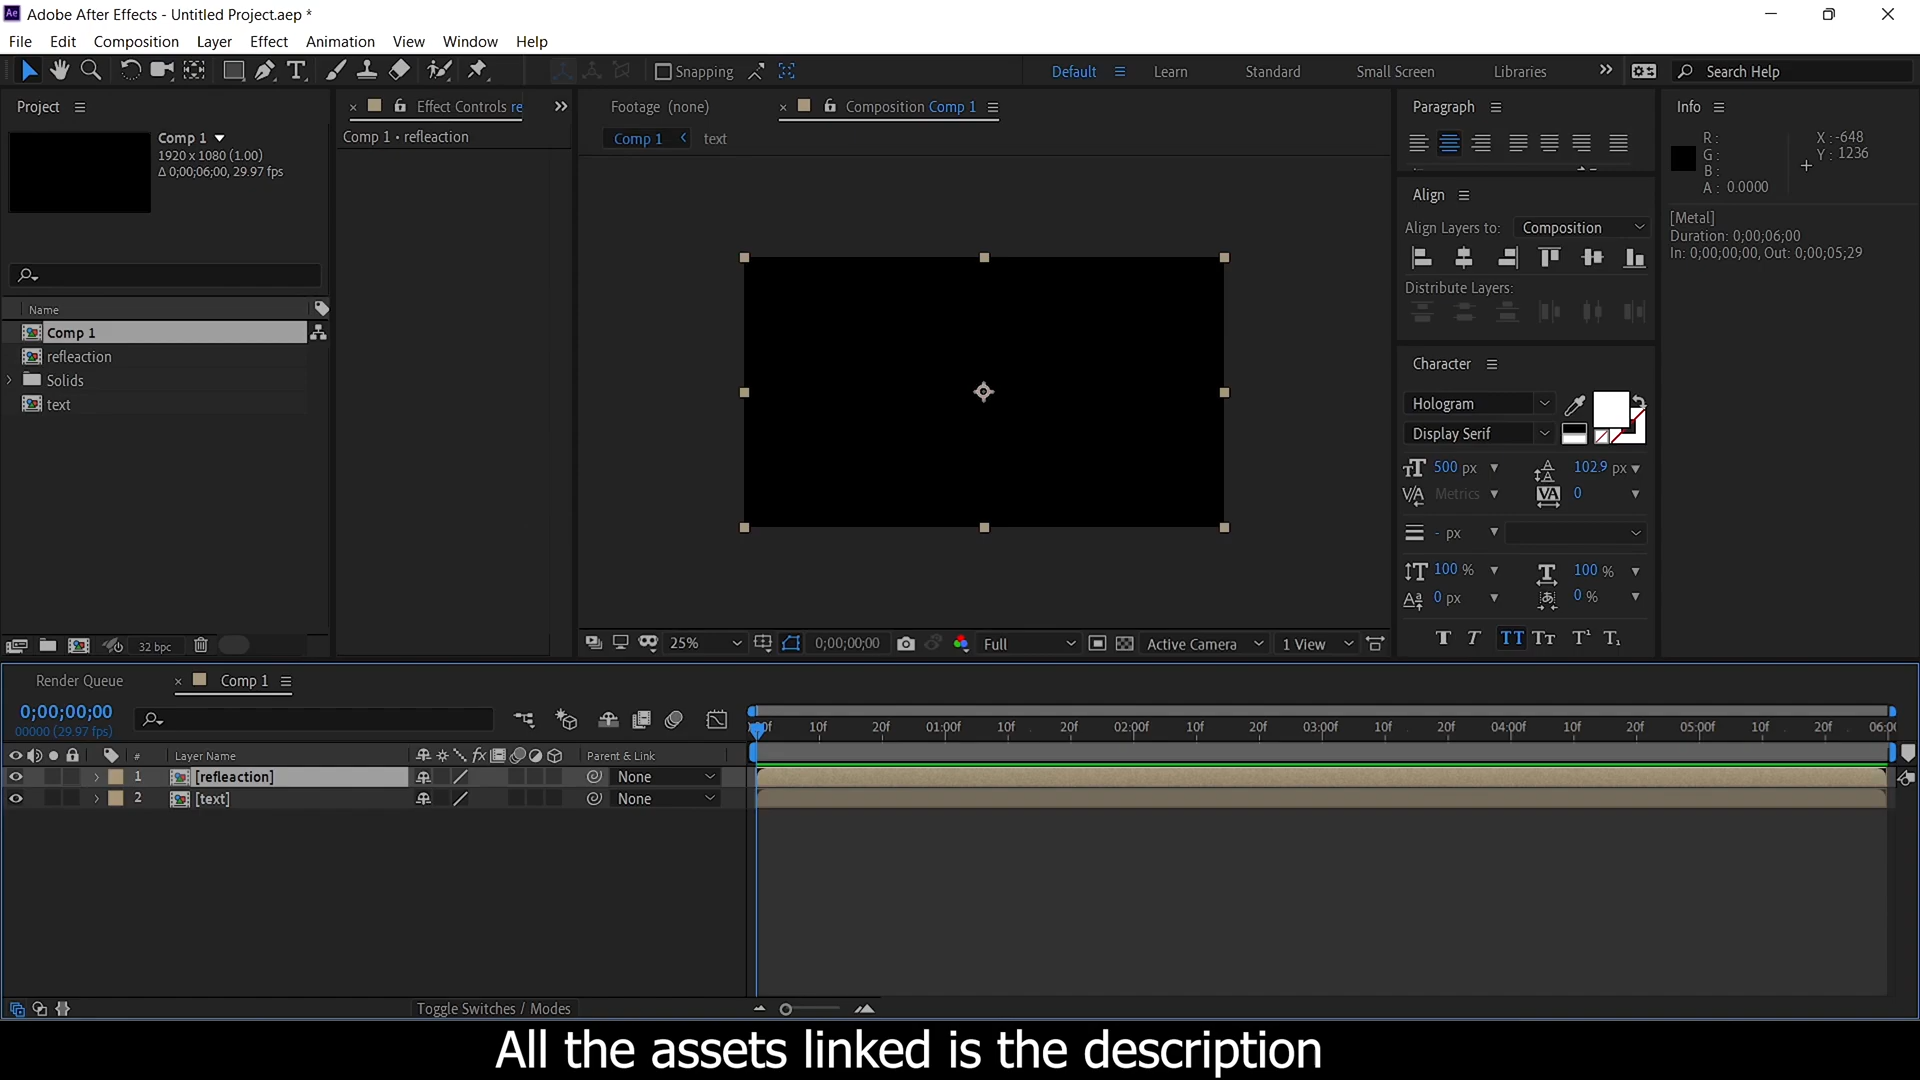 Adobe After Effects - Untitled Project.aep *
File Edit Composition Layer Effect Animation View Window Help
Snapping
Default Learn Standard Small Screen Libraries Search Help
Project
Comp 1
1920 x 1080 (1.00)
Δ 0;00;06;00, 29.97 fps
Name
Comp 1
refleaction
Solids
text
32 bpc
Effect Controls re
Comp 1 • refleaction
Footage (none)
Composition Comp 1
Comp 1 text
25%
0;00;00;00
Full
Active Camera
1 View
Paragraph
Align
Align Layers to: Composition
Distribute Layers:
Character
Hologram
Display Serif
500 px 102.9 px
Metrics 0
- px
100 % 100 %
0 px 0 %
Info
R:
G:
B:
A: 0.0000
X: -648
Y: 1236
[Metal]
Duration: 0;00;06;00
In: 0;00;00;00, Out: 0;00;05;29
Render Queue
Comp 1
0;00;00;00
00000 (29.97 fps)
# Layer Name Parent & Link
1 [refleaction] None
2 [text] None
10f 20f 01:00f 10f 20f 02:00f 10f 20f 03:00f 10f 20f 04:00f 10f 20f 05:00f 10f 20f 06:0
Toggle Switches / Modes
All the assets linked is the description